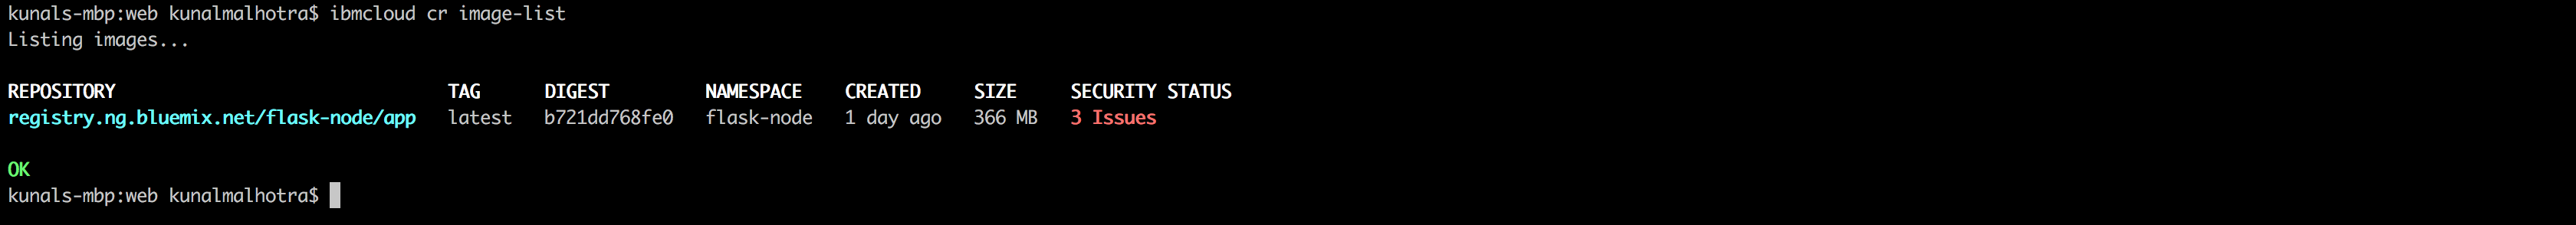 kunals-mbp:web kunalmalhotra$ ibmcloud cr image-list
Listing images...
REPOSITORY TAG DIGEST NAMESPACE CREATED SIZE SECURITY STATUS
registry.ng.bluemix.net/flask-node/app latest b721dd768fe0 flask-node 1 day ago 366 MB 3 Issues
OK
kunals-mbp:web kunalmalhotra$